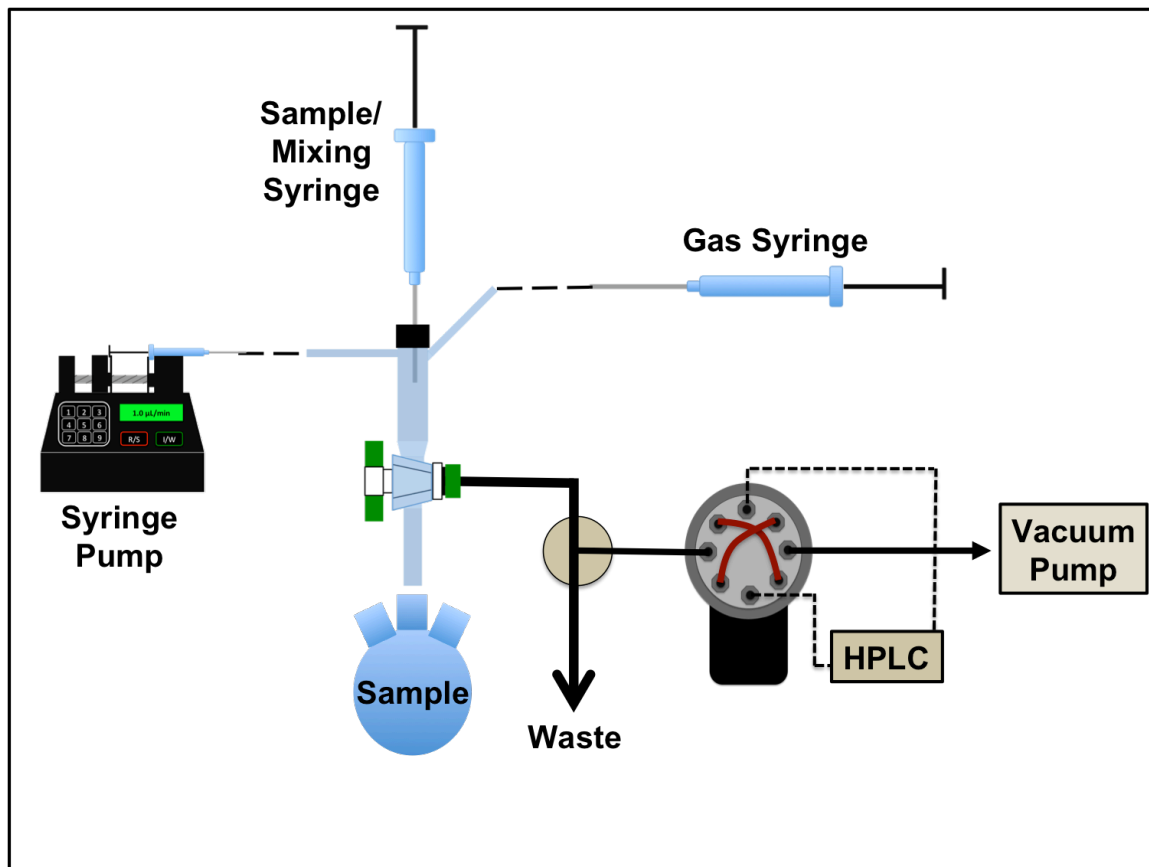 Sample/
Mixing
Syringe
Gas Syringe
1 2 3
4 5 6
7 8 9
1.0 µL/min
R/S I/W
Syringe
Pump
Vacuum
Pump
HPLC
Sample
Waste